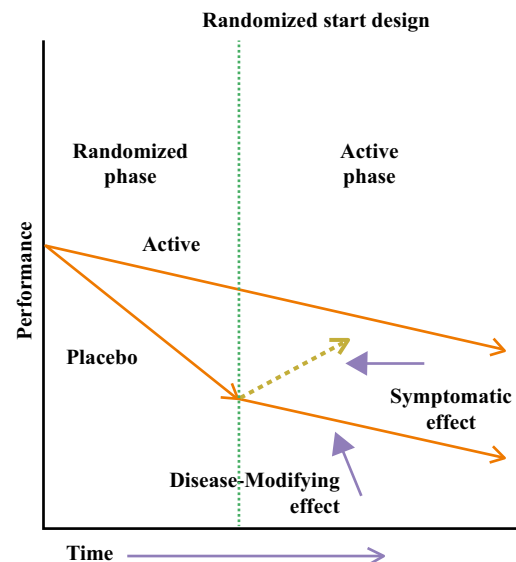 Randomized start design
Randomized
phase
Active
phase
Active
Performance
Placebo
Symptomatic
effect
Disease-Modifying
effect
Time